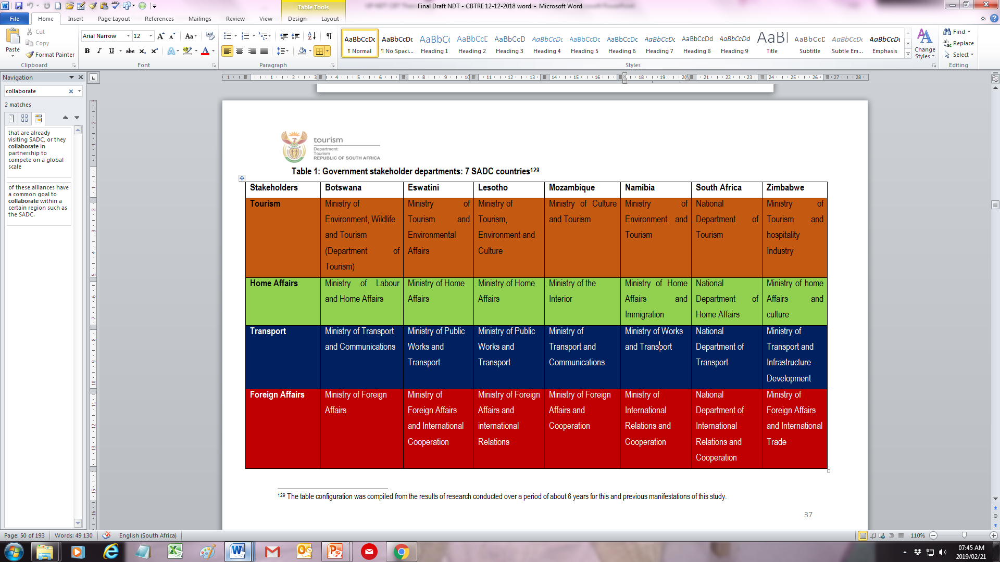 Table Tools
Final Draft NDT - CBTRE 12-12-2018 word - Microsoft Word
File Home Insert Page Layout References Mailings Review View Design Layout
Paste
Cut
Copy
Format Painter
Clipboard
Arial Narrow 12
Font
Paragraph
AaBbCcDc AaBbCcDc AaBbCc AaBbCcD AaBbCcD AaBbCcDc AaBbCcDc AaBbCcDc AaBbCcDc AaBbCcDd AaBbCcDd AaBl AaBbCcD AaBbCcDc AaBbCcDc
¶ Normal ¶ No Spaci... Heading 1 Heading 2 Heading 3 Heading 4 Heading 5 Heading 6 Heading 7 Heading 8 Heading 9 Title Subtitle Subtle Em... Emphasis
Styles
Change
Styles
Find
Replace
Select
Editing
Navigation
collaborate
2 matches
that are already
visiting SADC, or they
collaborate in
partnership to
compete on a global
scale
of these alliances have
a common goal to
collaborate within a
certain region such as
the SADC.
tourism
Department:
Tourism
REPUBLIC OF SOUTH AFRICA
Table 1: Government stakeholder departments: 7 SADC countries129
Stakeholders Botswana Eswatini Lesotho Mozambique Namibia South Africa Zimbabwe
Tourism
Ministry of
Environment, Wildlife
and Tourism
(Department of
Tourism)
Ministry of
Tourism and
Environmental
Affairs
Ministry of
Tourism,
Environment and
Culture
Ministry of Culture
and Tourism
Ministry of
Environment and
Tourism
National
Department of
Tourism
Ministry of
Tourism and
hospitality
Industry
Home Affairs
Ministry of Labour
and Home Affairs
Ministry of Home
Affairs
Ministry of Home
Affairs
Ministry of the
Interior
Ministry of Home
Affairs and
Immigration
National
Department of
Home Affairs
Ministry of home
Affairs and
culture
Transport
Ministry of Transport
and Communications
Ministry of Public
Works and
Transport
Ministry of Public
Works and
Transport
Ministry of
Transport and
Communications
Ministry of Works
and Transport
National
Department of
Transport
Ministry of
Transport and
Infrastructure
Development
Foreign Affairs
Ministry of Foreign
Affairs
Ministry of
Foreign Affairs
and International
Cooperation
Ministry of Foreign
Affairs and
international
Relations
Ministry of Foreign
Affairs and
Cooperation
Ministry of
International
Relations and
Cooperation
National
Department of
International
Relations and
Cooperation
Ministry of
Foreign Affairs
and International
Trade
129 The table configuration was compiled from the results of research conducted over a period of about 6 years for this and previous manifestations of this study.
37
Page: 50 of 193 Words: 49 130 English (South Africa) 110%
07:45 AM
2019/02/21